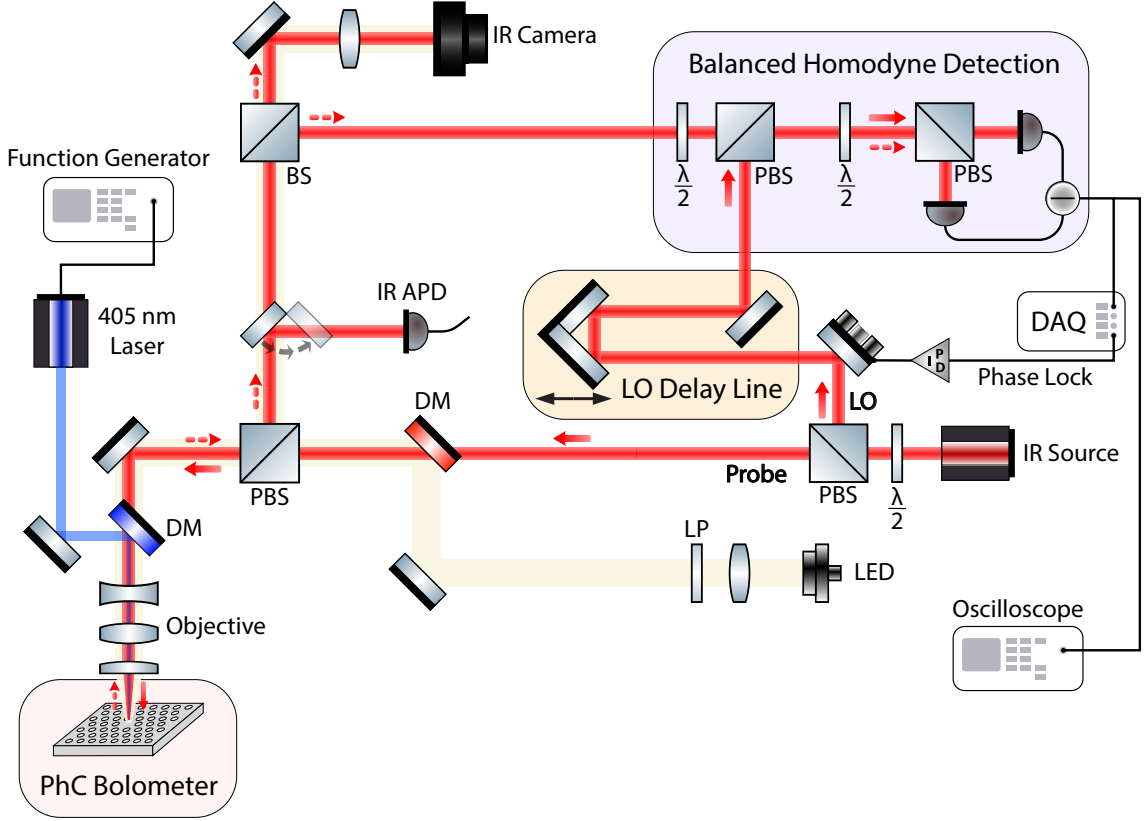 IR Camera
Balanced Homodyne Detection
Function Generator
BS
λ
2
PBS
λ
2
PBS
405 nm
Laser
IR APD
DAQ
I P D
Phase Lock
LO Delay Line
LO
DM
PBS
Probe
PBS
λ
2
IR Source
DM
LP
LED
Objective
Oscilloscope
PhC Bolometer